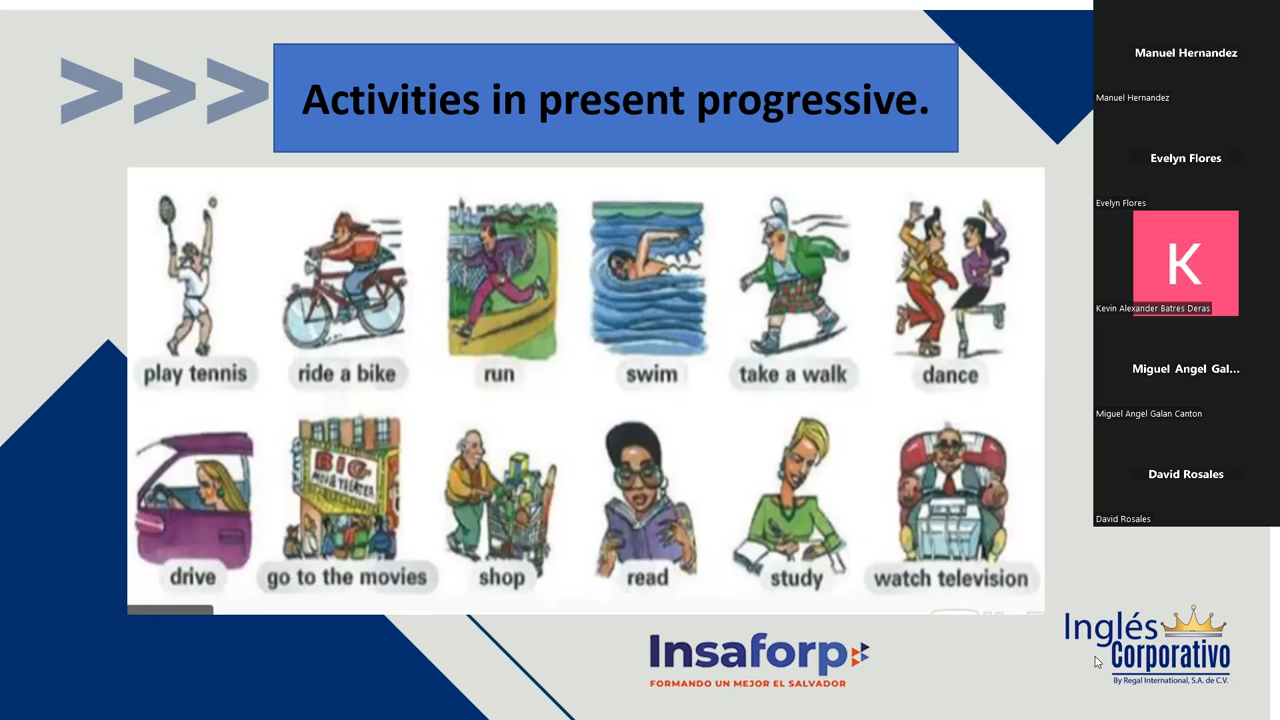 >>>
Activities in present progressive.
play tennis
ride a bike
run
swim
take a walk
dance
BIG
MOVIE THEATER
drive
go to the movies
shop
read
study
watch television
Insaforp
FORMANDO UN MEJOR EL SALVADOR
Inglés
Corporativo
By Regal International, S.A. de C.V.
Manuel Hernandez
Manuel Hernandez
Evelyn Flores
Evelyn Flores
K
Kevin Alexander Batres Deras
Miguel Angel Gal...
Miguel Angel Galan Canton
David Rosales
David Rosales